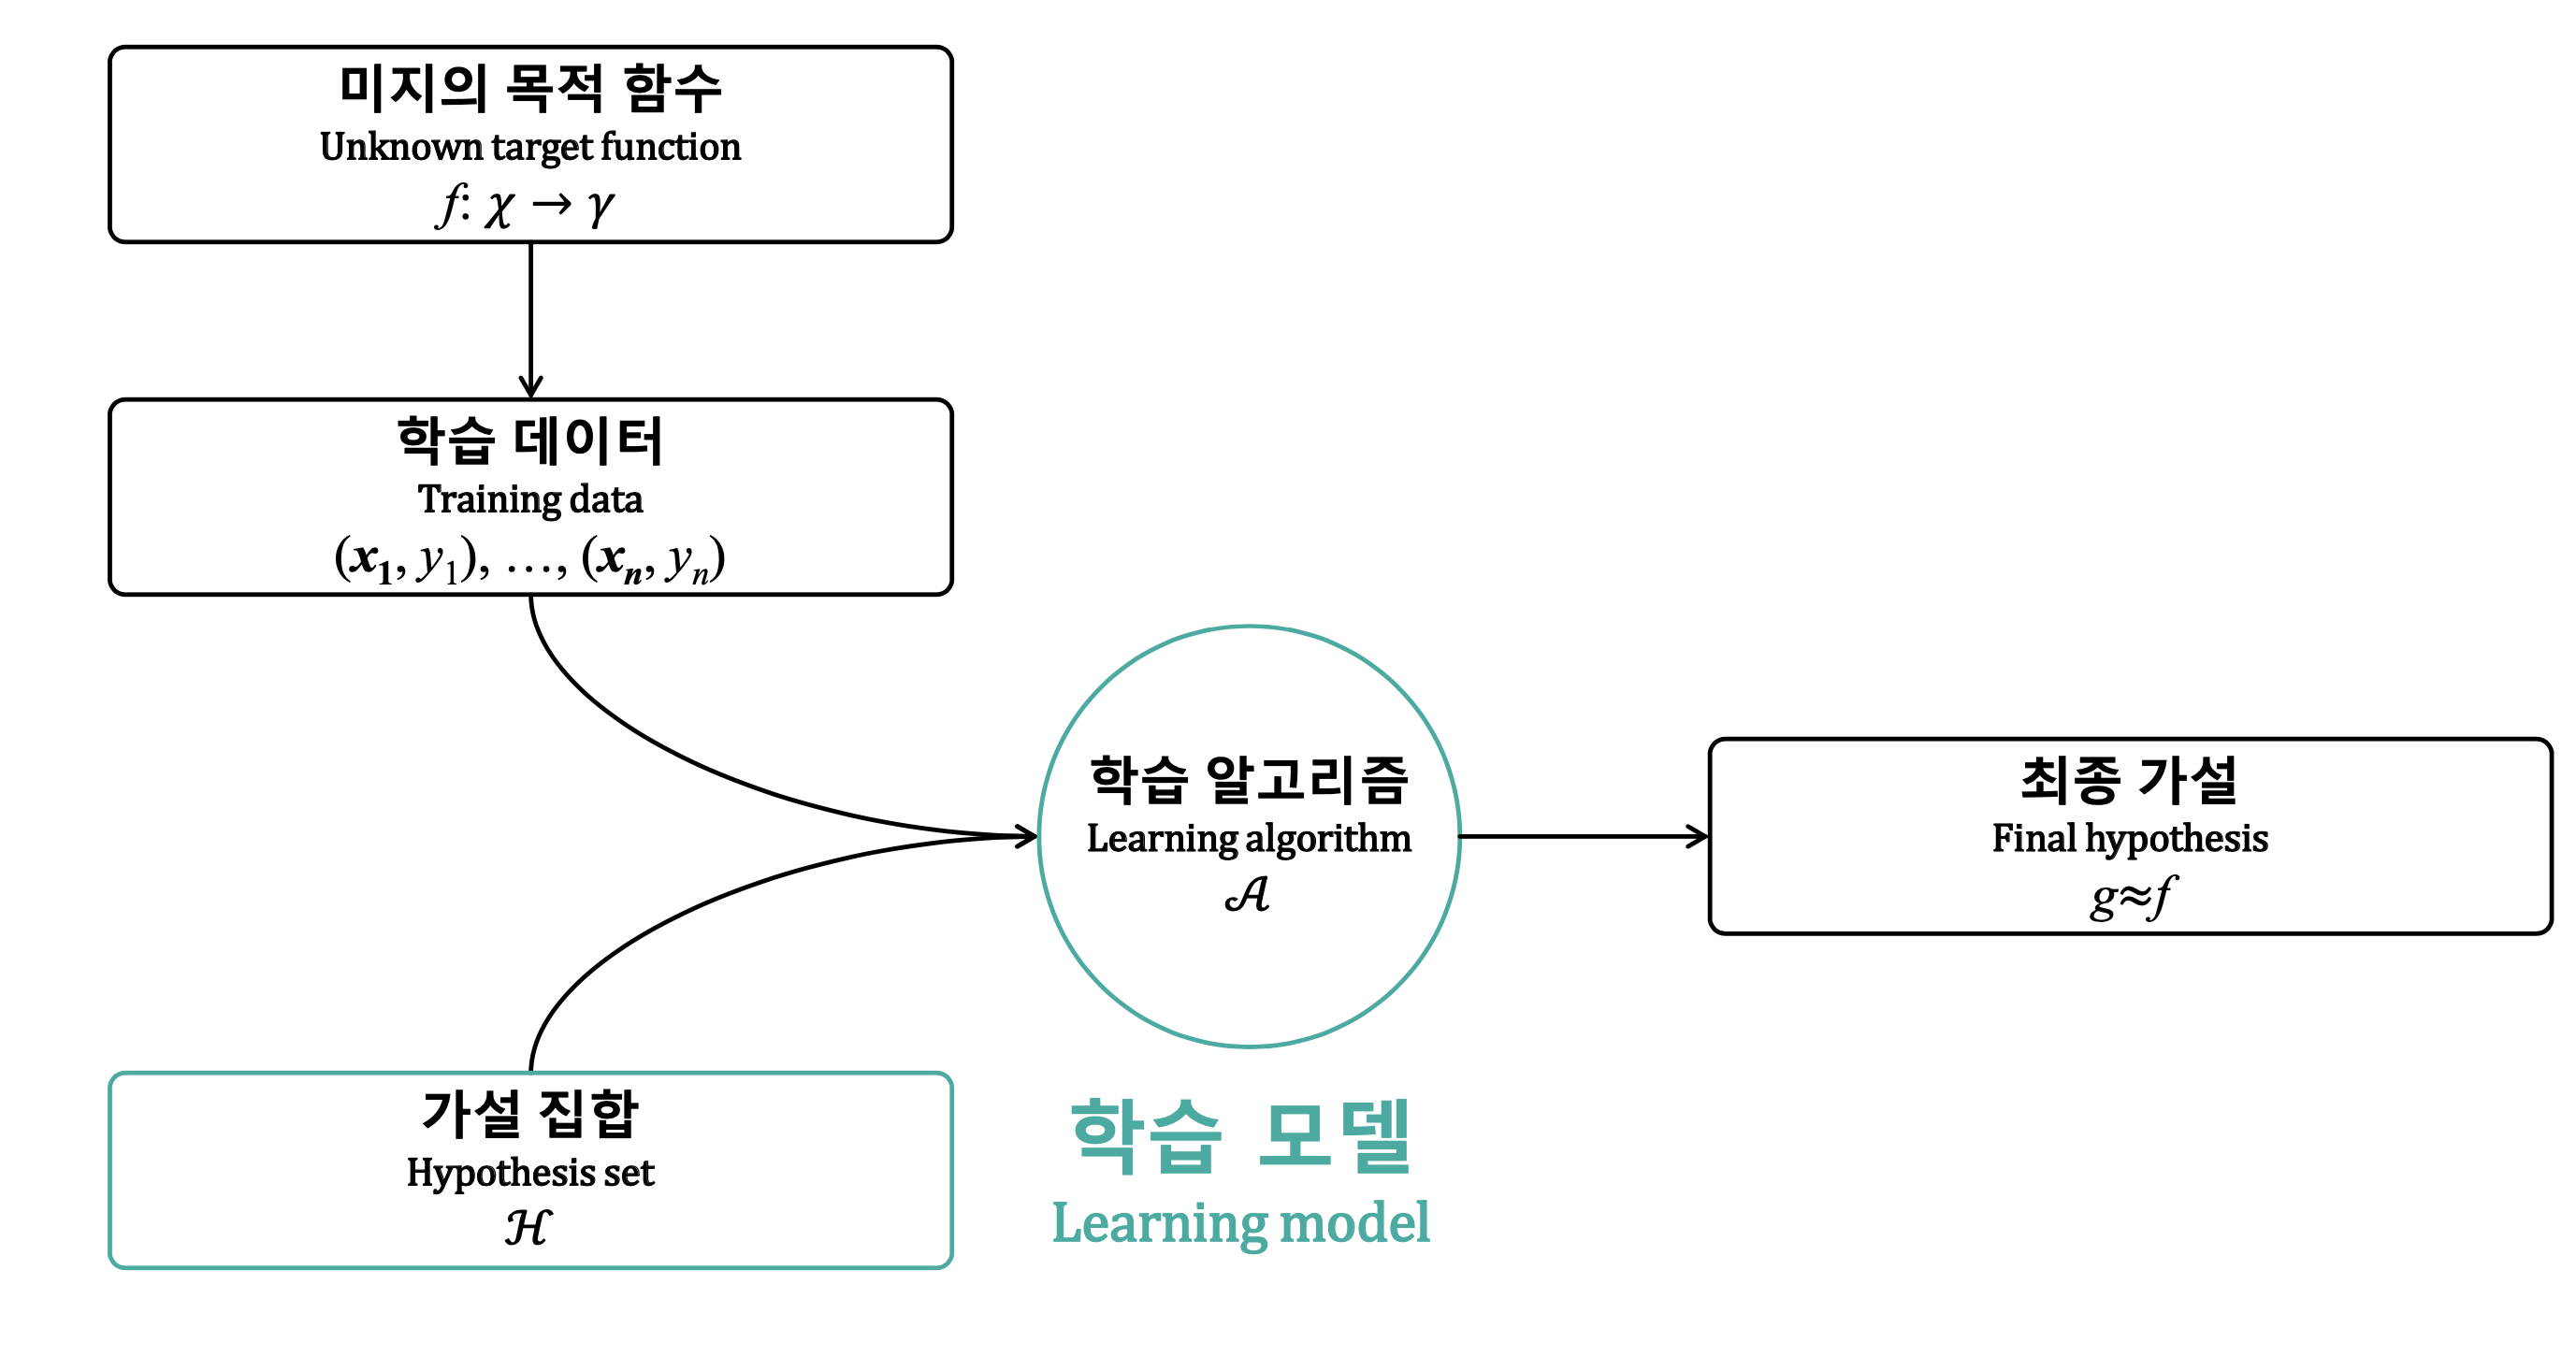 미지의 목적 함수
Unknown target function
f: χ → γ
학습 데이터
Training data
(x₁, y₁), …, (xₙ, yₙ)
학습 알고리즘
Learning algorithm
𝒜
최종 가설
Final hypothesis
g≈f
가설 집합
Hypothesis set
ℋ
학습 모델
Learning model